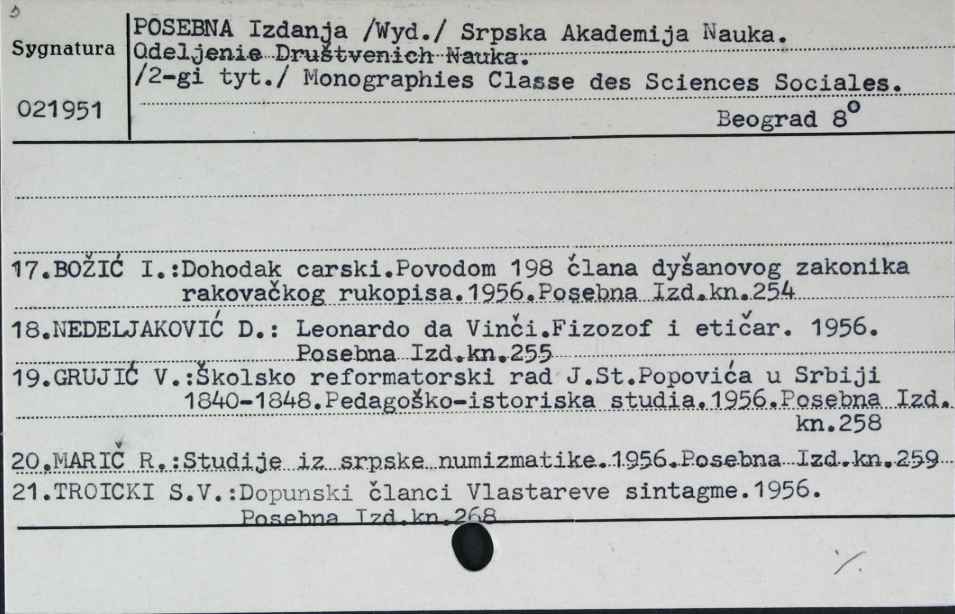 POSEBNA Izdanja /Wyd./ Srpska Akademija Nauka.
Sygnatura
Odeljenie Društvenich Nauka.
/2-gi tyt./ Monographies Classe des Sciences Sociales.
021951
Beograd 8°
17.BOŽIĆ I.:Dohodak carski.Povodom 198 člana dyšanovog zakonika
rakovačkog rukopisa.1956.Posebna Izd.kn.254
18.NEDELJAKOVIĆ D.: Leonardo da Vinči.Fizozof i etičar. 1956.
Posebna Izd.kn.255
19.GRUJIĆ V.:Školsko reformatorski rad J.St.Popovića u Srbiji
1840-1848.Pedagoško-istoriska studia.1956.Posebna Izd.
kn.258
20.MARIČ R.:Studije iz srpske numizmatike.1956.Posebna Izd.kn.259
21.TROICKI S.V.:Dopunski članci Vlastareve sintagme.1956.
Posebna Izd.kn.268